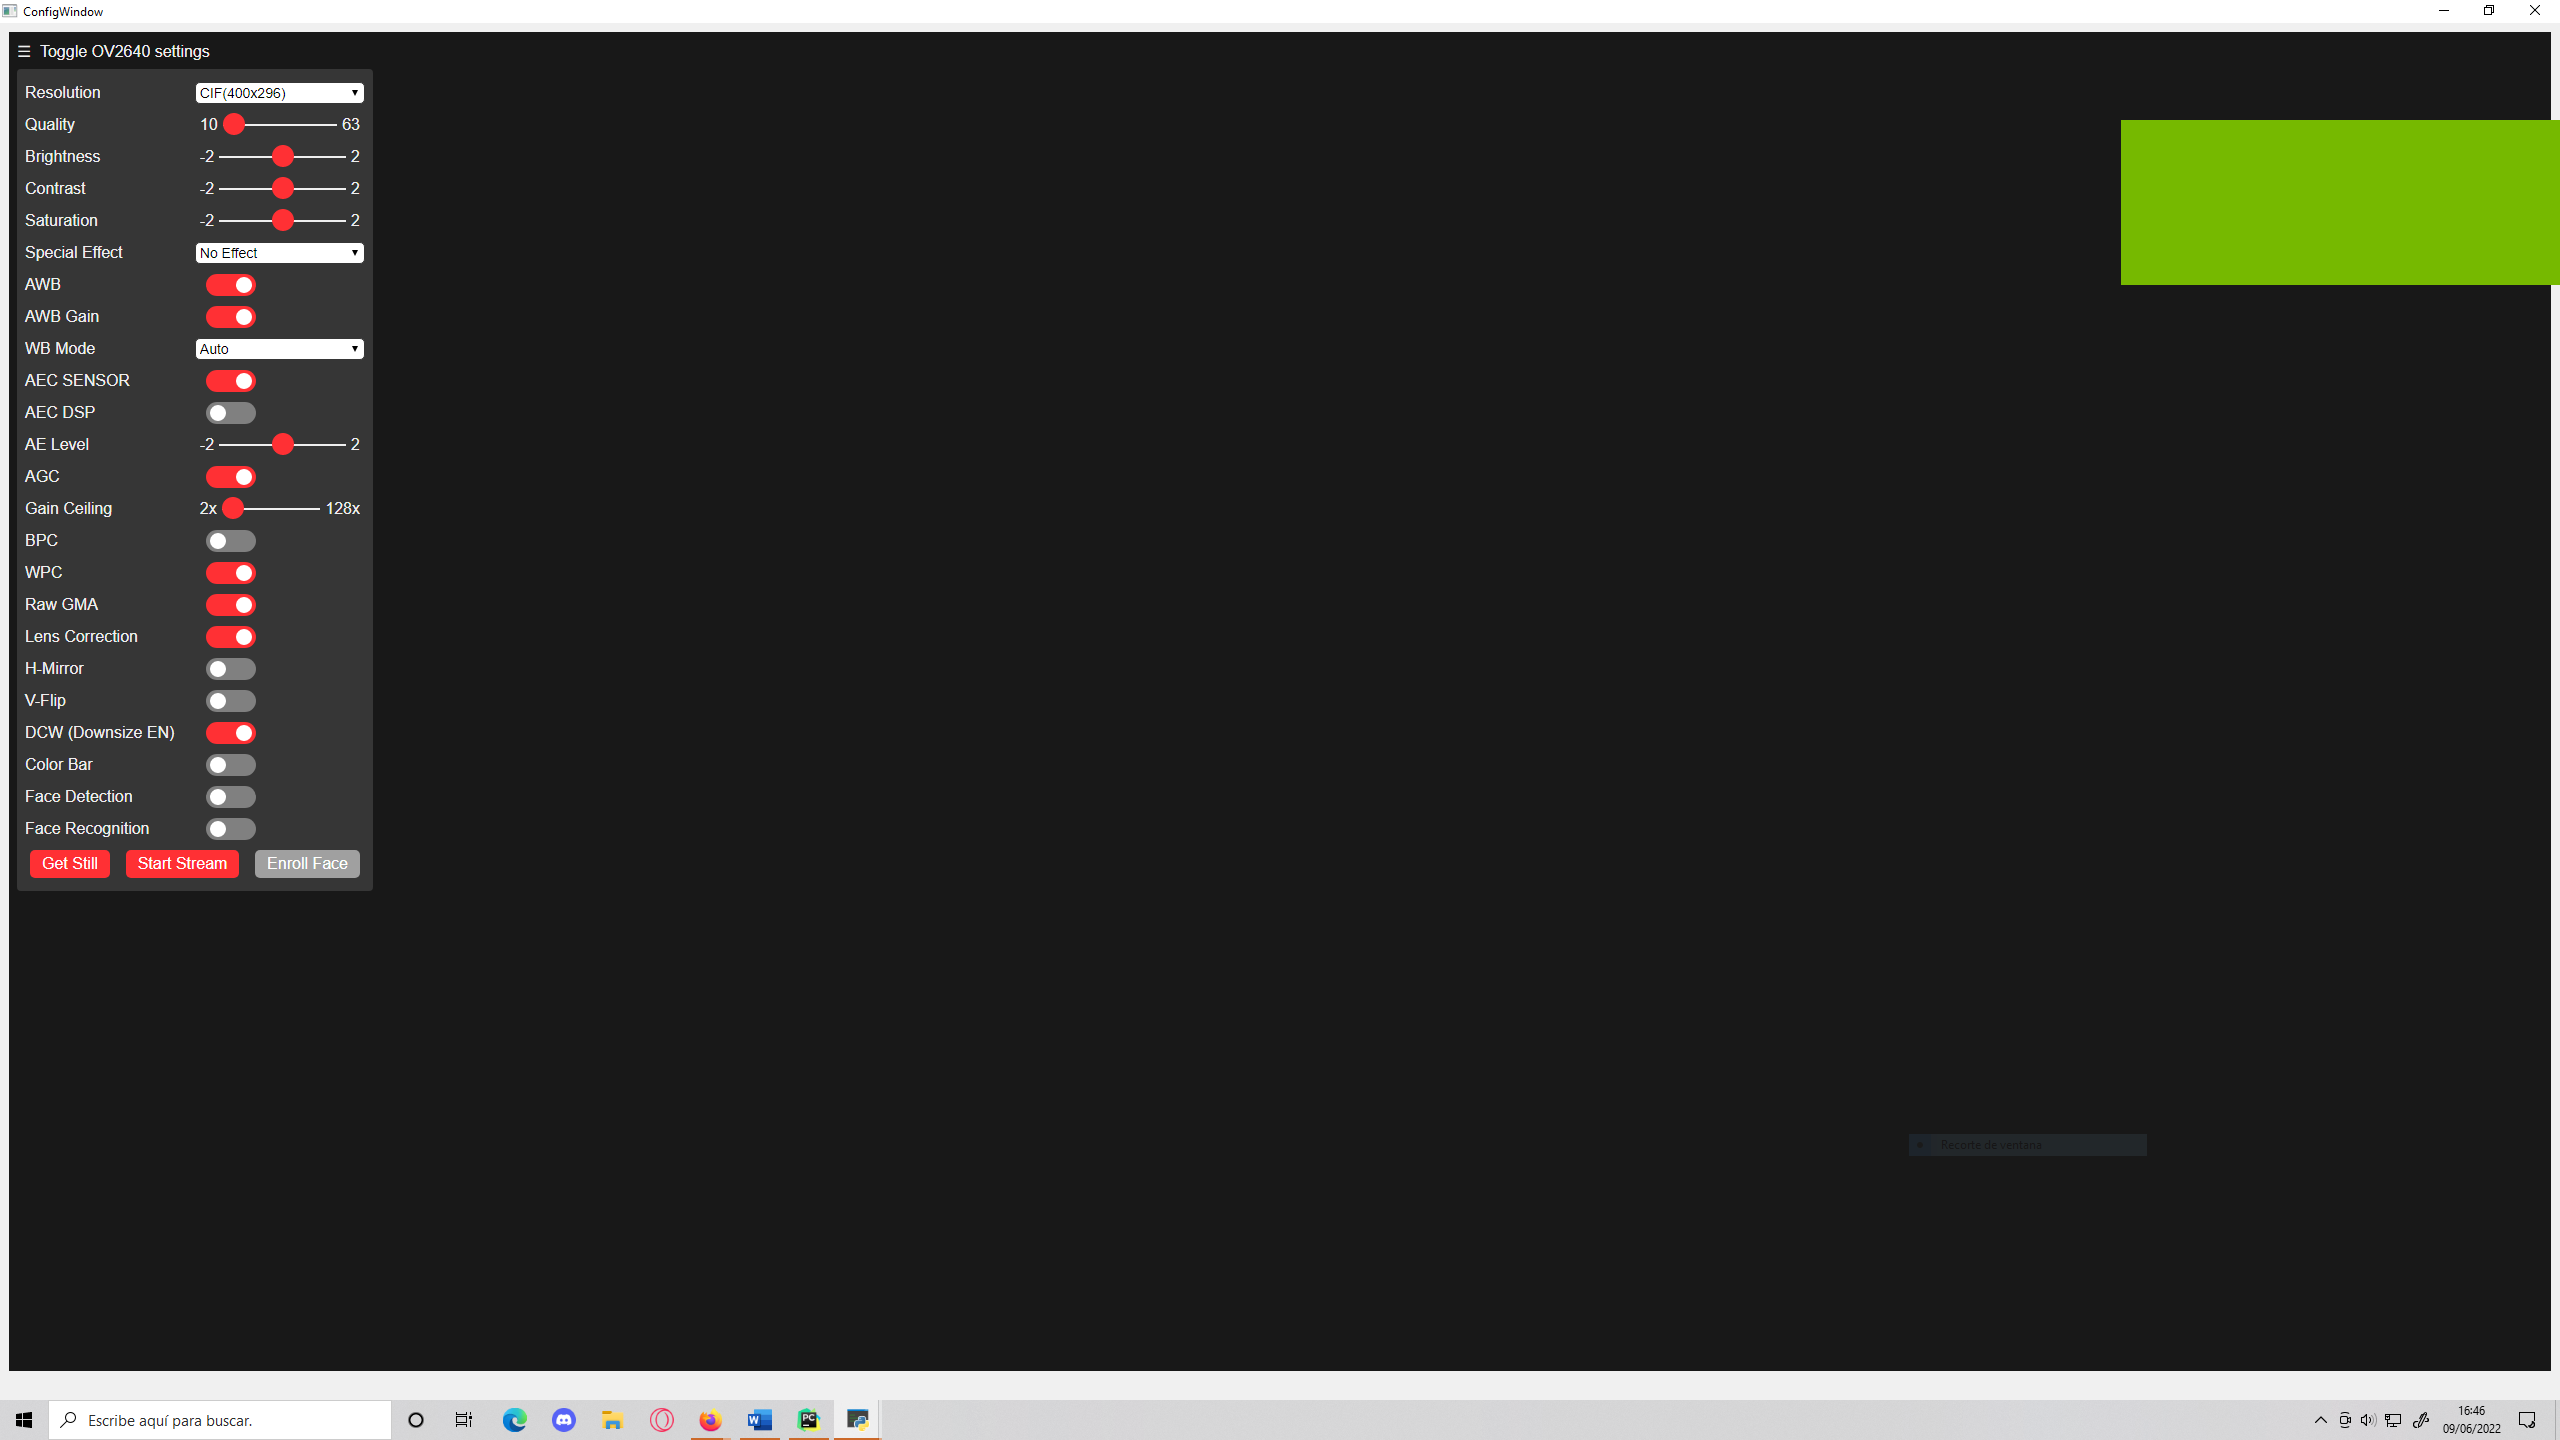 ConfigWindow
☰ Toggle OV2640 settings
Resolution CIF(400x296)
Quality 10 63
Brightness -2 2
Contrast -2 2
Saturation -2 2
Special Effect No Effect
AWB
AWB Gain
WB Mode Auto
AEC SENSOR
AEC DSP
AE Level -2 2
AGC
Gain Ceiling 2x 128x
BPC
WPC
Raw GMA
Lens Correction
H-Mirror
V-Flip
DCW (Downsize EN)
Color Bar
Face Detection
Face Recognition
Get Still Start Stream Enroll Face
Recorte de ventana
Escribe aquí para buscar.
16:46
09/06/2022